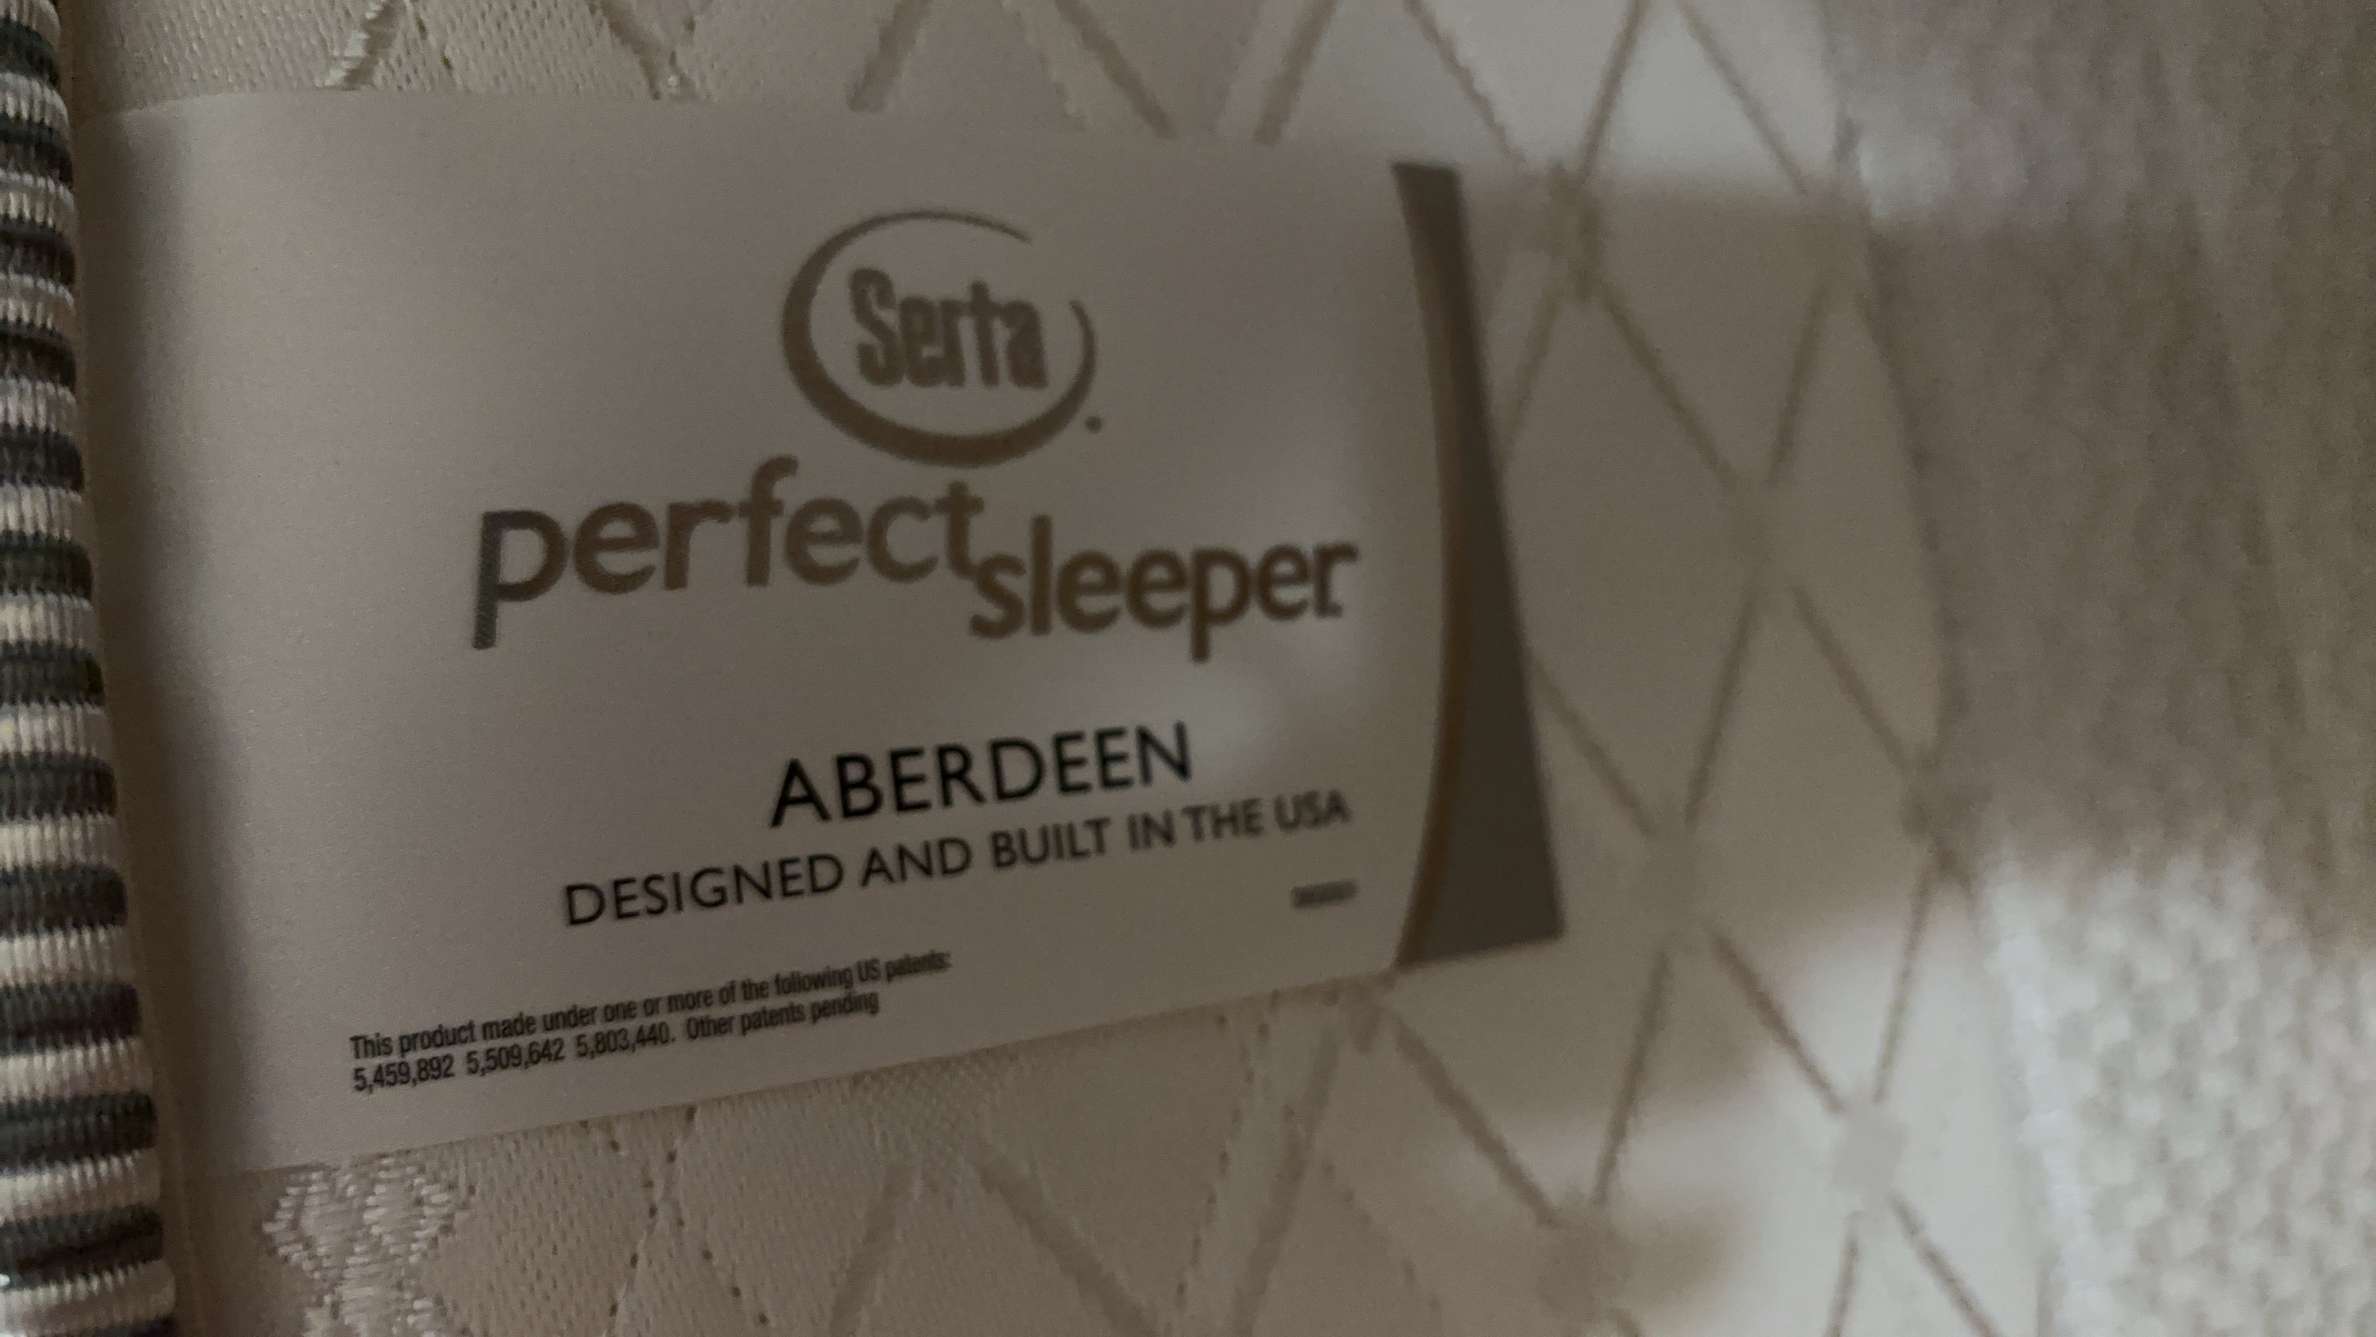 Serta
perfect sleeper
ABERDEEN
DESIGNED AND BUILT IN THE USA
This product made under one or more of the following US patents:
5,459,892 5,509,642 5,803,440. Other patents pending